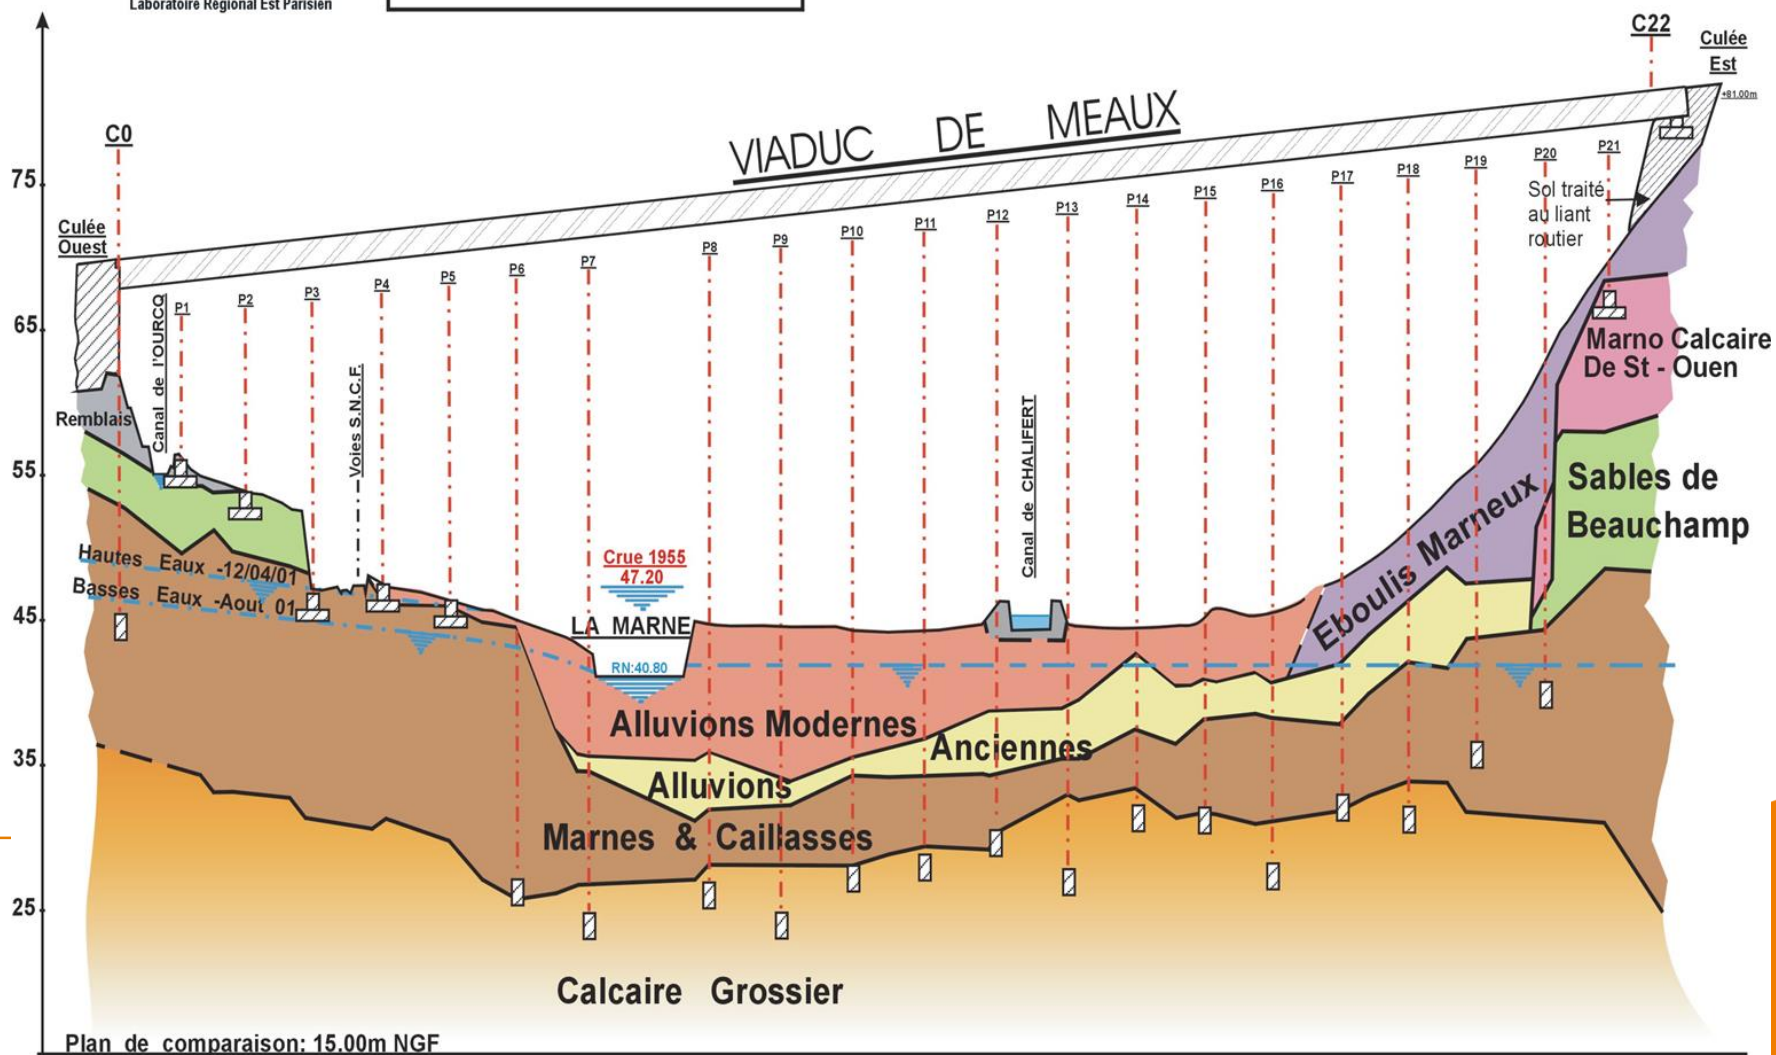 Laboratoire Régional Est Parisien
C22
Culée
Est
+81.00m
C0
VIADUC DE MEAUX
75
65
55
45
35
25
Culée
Ouest
Canal de l'OURCQ
P1
P2
P3
P4
P5
P6
P7
P8
P9
P10
P11
P12
P13
P14
P15
P16
P17
P18
P19
P20
P21
Sol traité
au liant
routier
Voies S.N.C.F.
Remblais
Marno Calcaire
De St - Ouen
Canal de CHALIFERT
Sables de
Beauchamp
Hautes Eaux -12/04/01
Basses Eaux -Aout 01
Crue 1955
47.20
LA MARNE
RN:40.80
Eboulis Marneux
Alluvions Modernes
Anciennes
Alluvions
Marnes & Caillasses
Calcaire Grossier
Plan de comparaison: 15.00m NGF